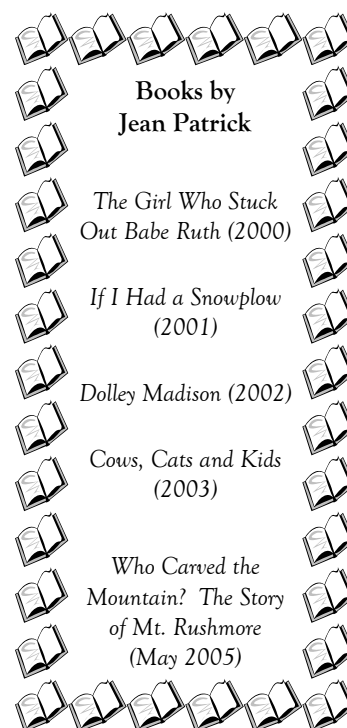 Books by
Jean Patrick
The Girl Who Stuck
Out Babe Ruth (2000)
If I Had a Snowplow
(2001)
Dolley Madison (2002)
Cows, Cats and Kids
(2003)
Who Carved the
Mountain?  The Story
of Mt. Rushmore
(May 2005)